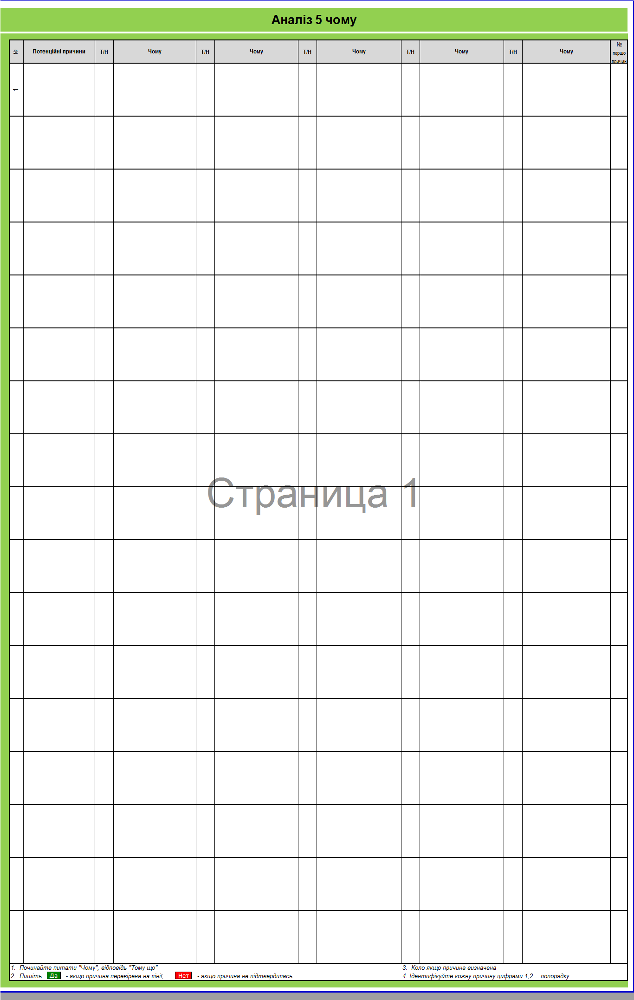 Аналіз 5 чому
№ Потенційні причини Т/Н Чому Т/Н Чому Т/Н Чому Т/Н Чому Т/Н Чому №
першо
причин
1
Страница 1
1. Починайте питати "Чому", відповідь "Тому що"
2. Пишіть Да - якщо причина перевірена на лінії, Нет - якщо причина не підтвердилась
3. Коло якщо причина визначена
4. Ідентифікуйте кожну причину цифрами 1,2... попорядку